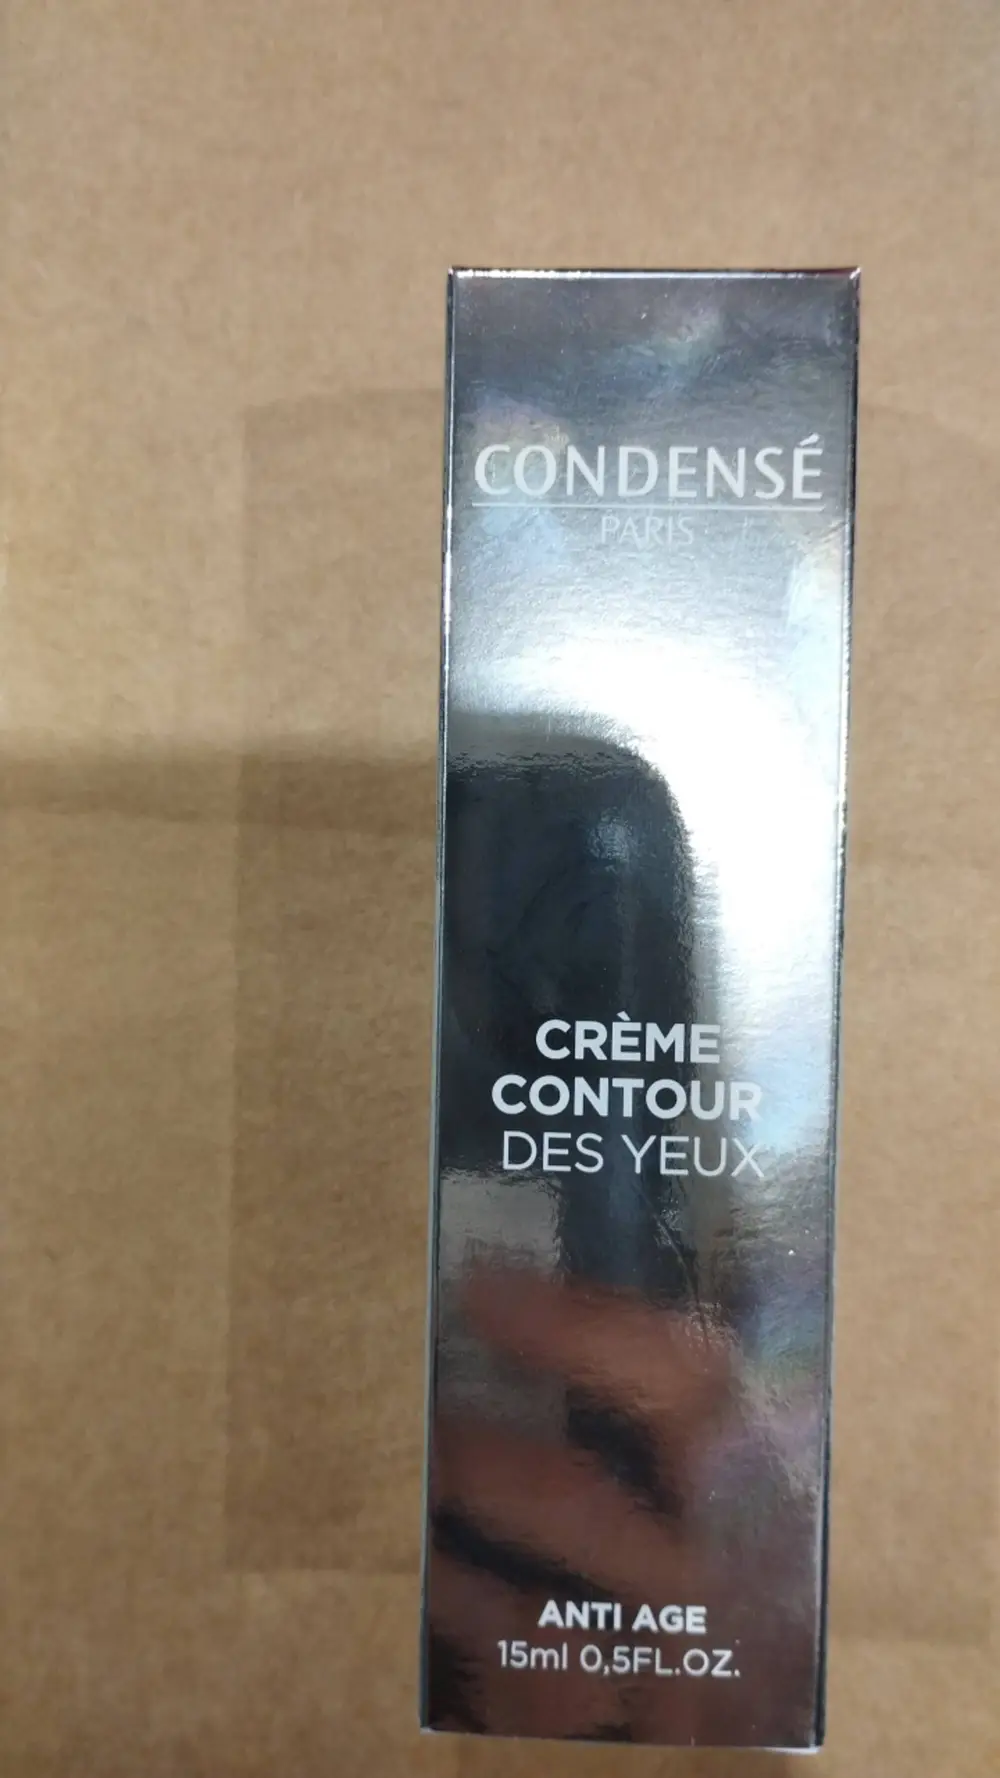 CONDENSÉ
PARIS
CRÈME
CONTOUR
DES YEUX
ANTI AGE
15ml 0,5FL.OZ.